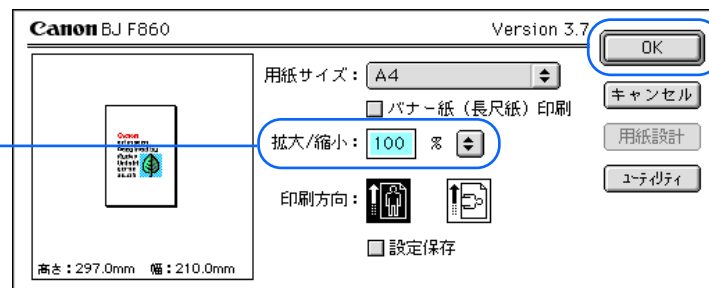 Canon BJ F860
Version 3.7
OK
用紙サイズ： A4
バナー紙（長尺紙）印刷
キャンセル
拡大/縮小： 100 %
用紙設計
印刷方向：
ユーティリティ
設定保存
Canon
高さ：297.0mm 幅：210.0mm